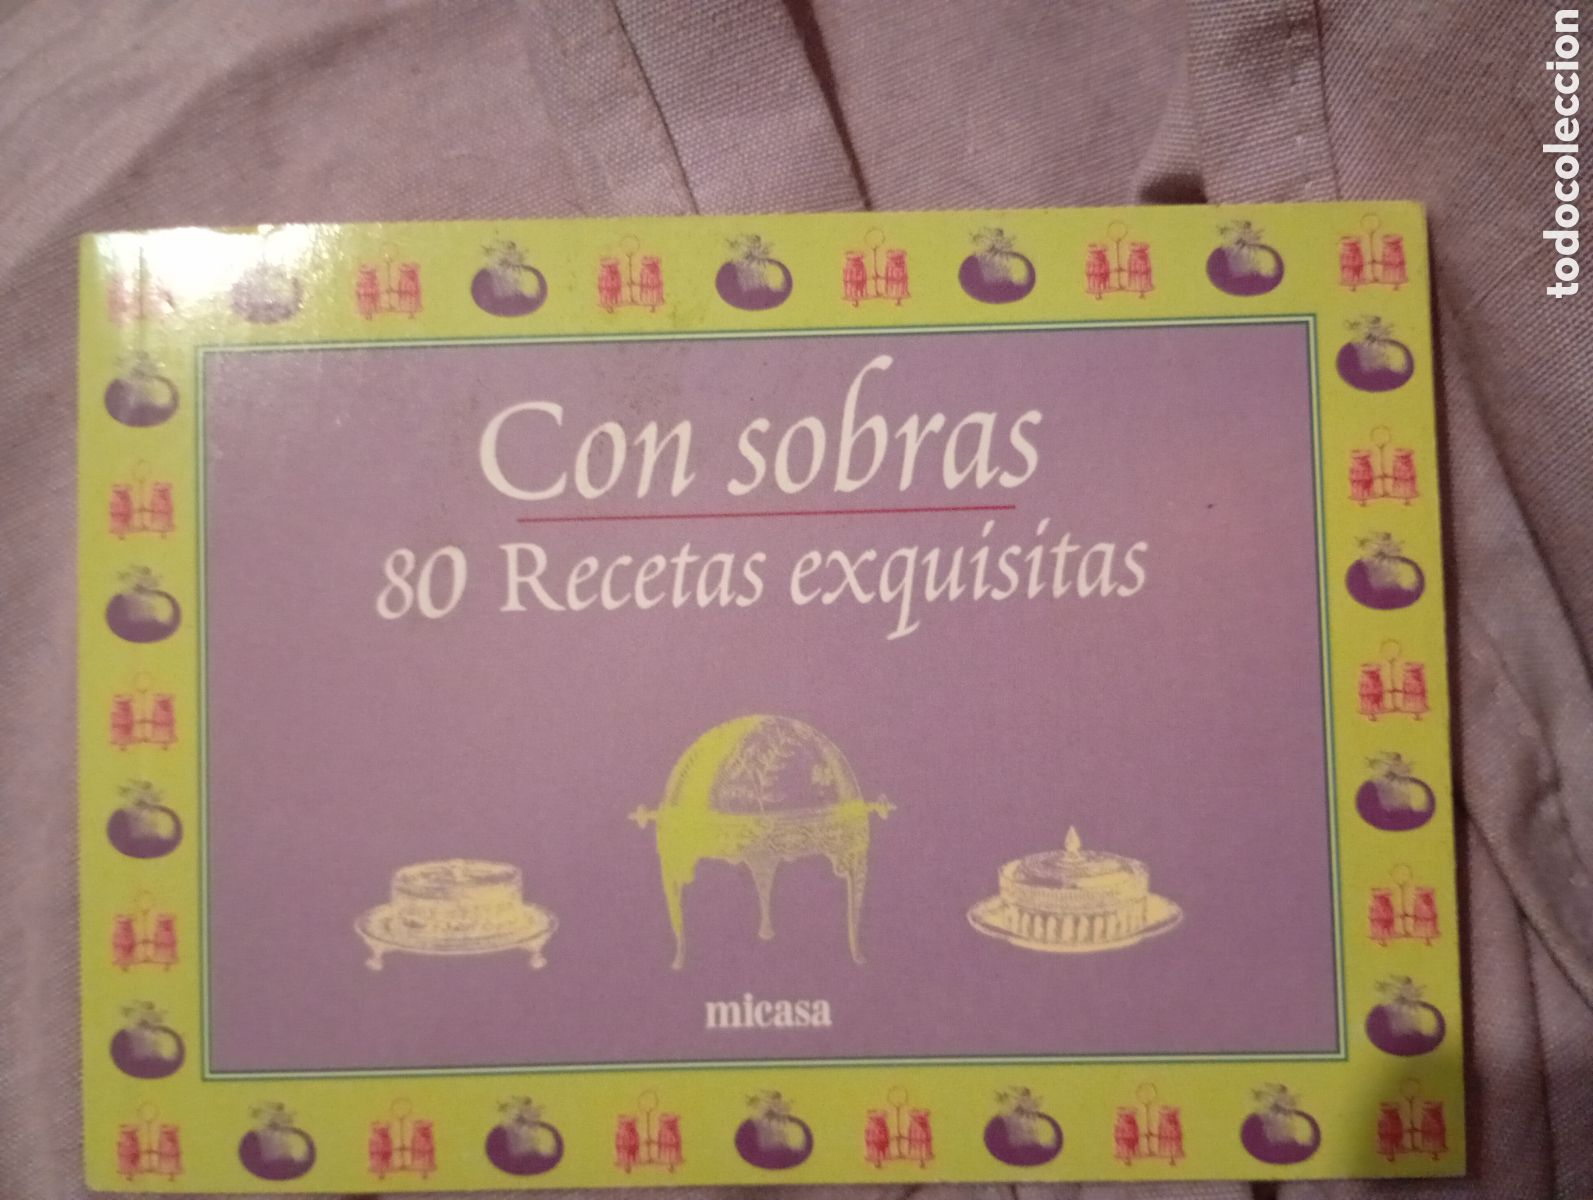 Con sobras
80 Recetas exquisitas
micasa
todocoleccion